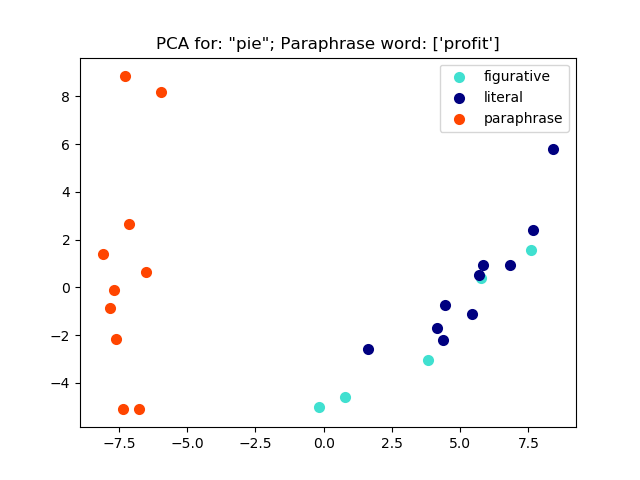 PCA for: "pie"; Paraphrase word: ['profit']
figurative
literal
paraphrase
8
6
4
2
0
−2
−4
−7.5 −5.0 −2.5 0.0 2.5 5.0 7.5